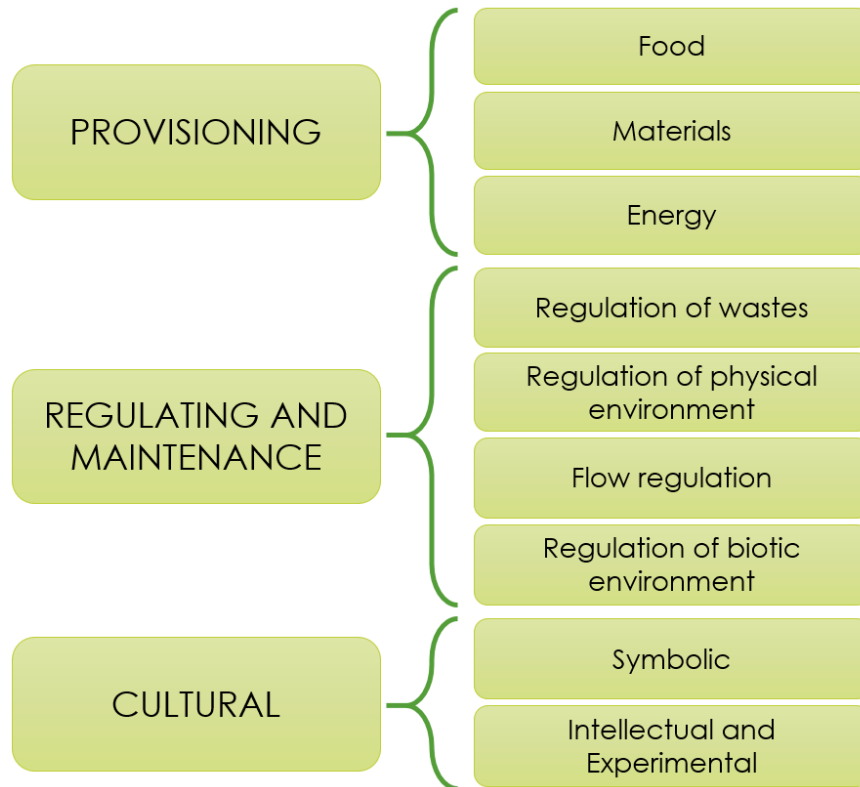 PROVISIONING
Food
Materials
Energy
REGULATING AND
MAINTENANCE
Regulation of wastes
Regulation of physical
environment
Flow regulation
Regulation of biotic
environment
CULTURAL
Symbolic
Intellectual and
Experimental